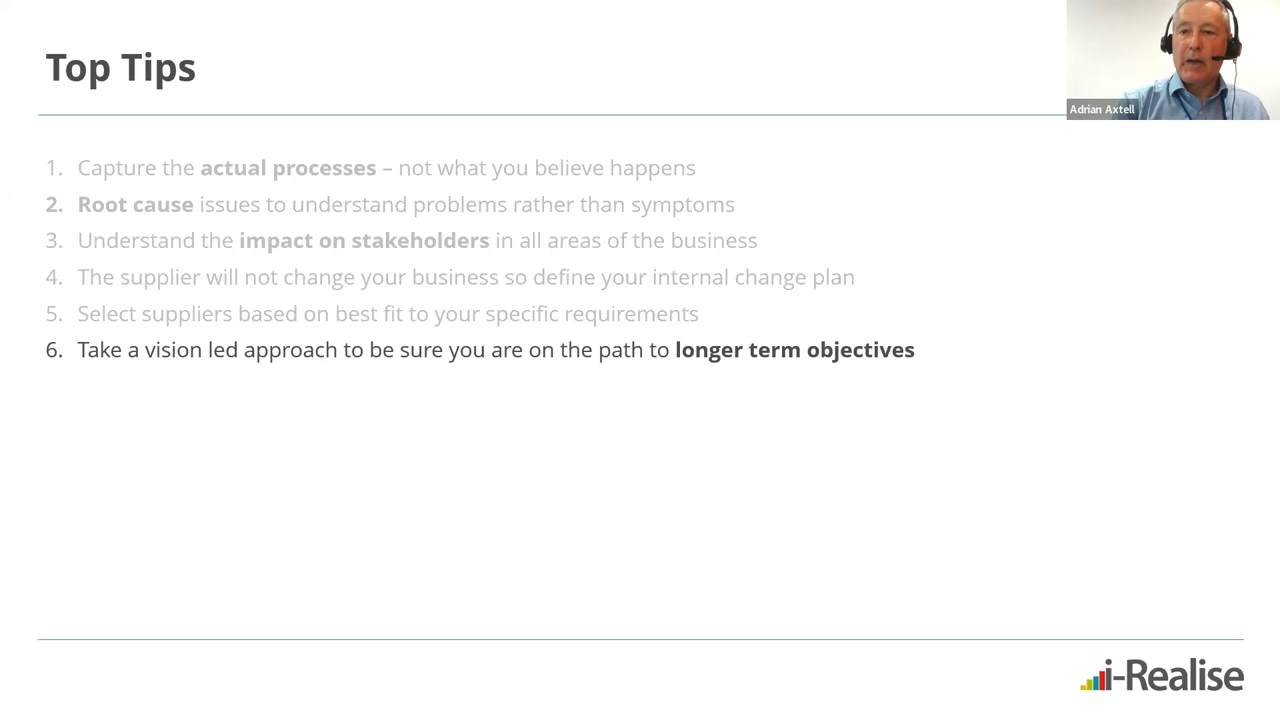 Top Tips
Adrian Axtell
1. Capture the actual processes – not what you believe happens
2. Root cause issues to understand problems rather than symptoms
3. Understand the impact on stakeholders in all areas of the business
4. The supplier will not change your business so define your internal change plan
5. Select suppliers based on best fit to your specific requirements
6. Take a vision led approach to be sure you are on the path to longer term objectives
i-Realise